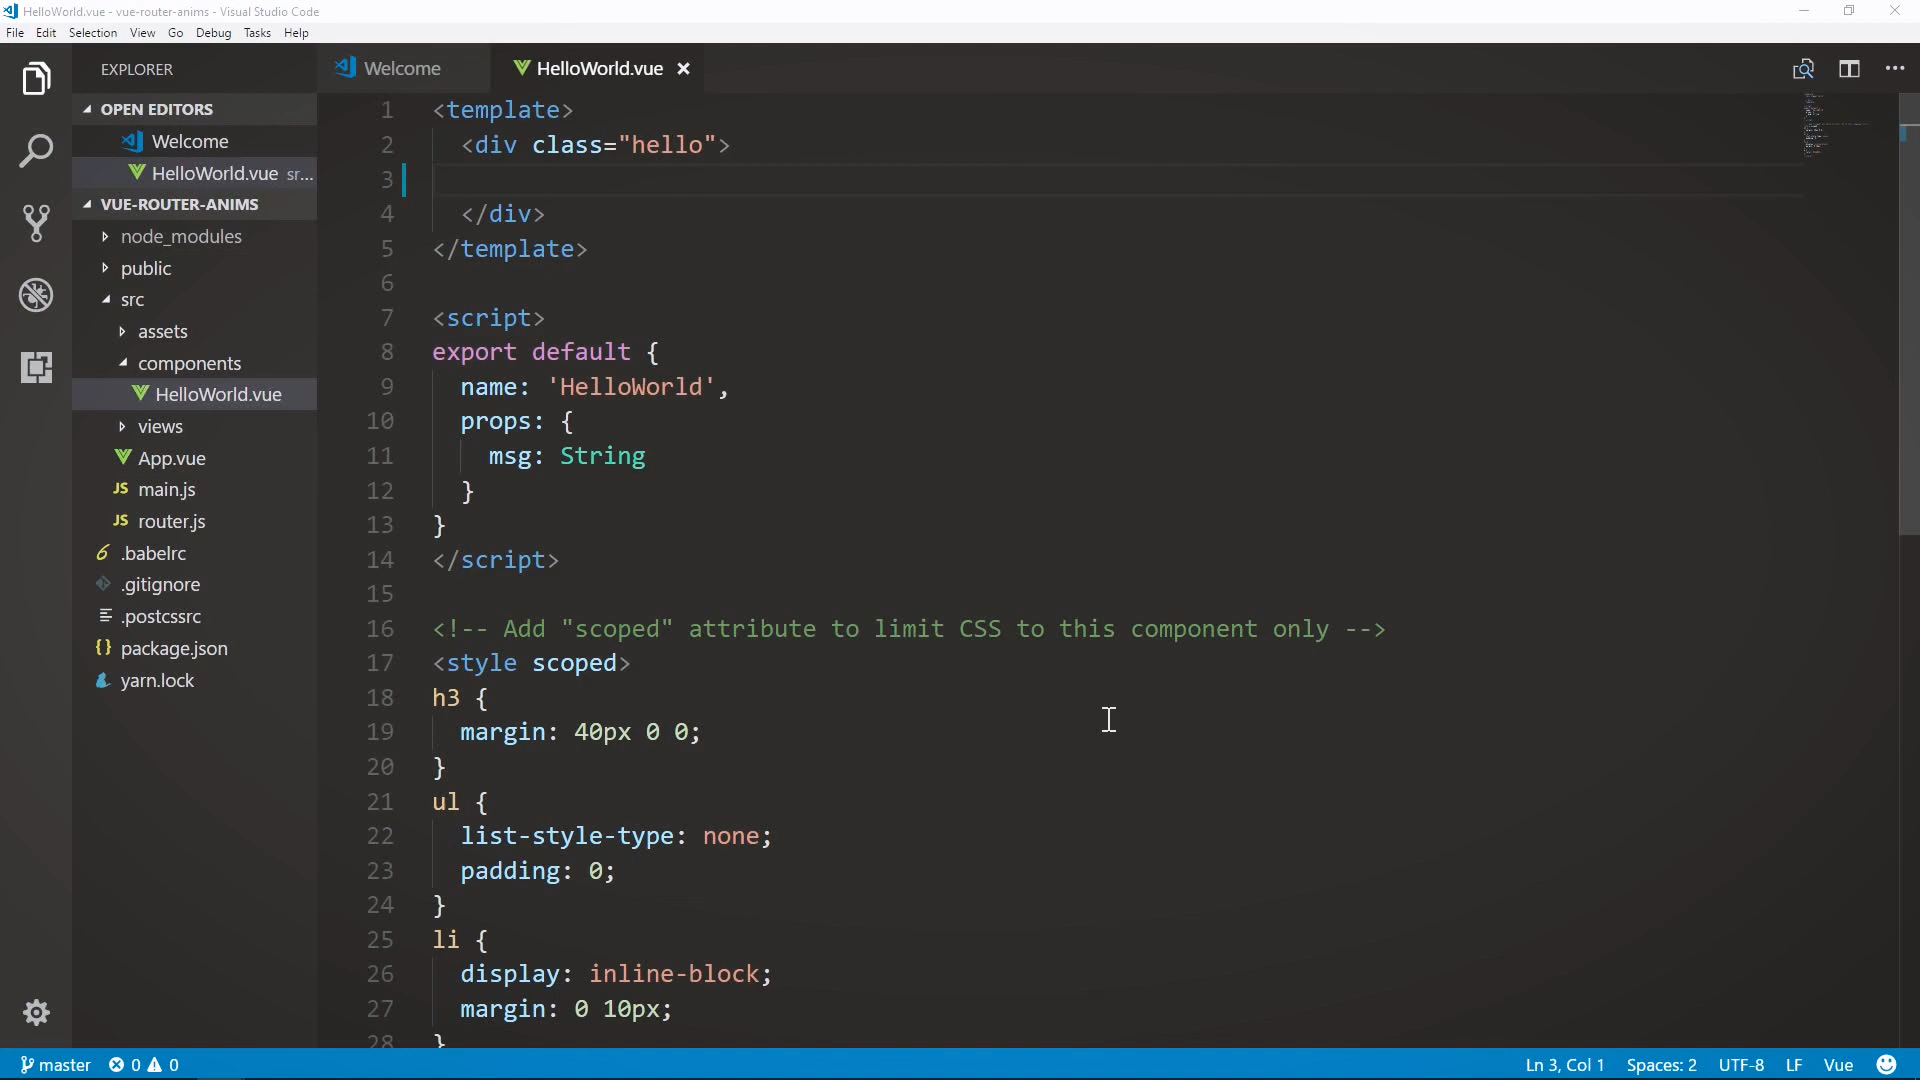 HelloWorld.vue - vue-router-anims - Visual Studio Code
File Edit Selection View Go Debug Tasks Help
EXPLORER
OPEN EDITORS
Welcome
HelloWorld.vue sr...
VUE-ROUTER-ANIMS
node_modules
public
src
assets
components
HelloWorld.vue
views
App.vue
JS main.js
JS router.js
.babelrc
.gitignore
.postcssrc
{} package.json
yarn.lock
Welcome HelloWorld.vue
1 <template>
2 <div class="hello">
3
4 </div>
5 </template>
6
7 <script>
8 export default {
9 name: 'HelloWorld',
10 props: {
11 msg: String
12 }
13 }
14 </script>
15
16 <!-- Add "scoped" attribute to limit CSS to this component only -->
17 <style scoped>
18 h3 {
19 margin: 40px 0 0;
20 }
21 ul {
22 list-style-type: none;
23 padding: 0;
24 }
25 li {
26 display: inline-block;
27 margin: 0 10px;
28 }
master 0 0 Ln 3, Col 1 Spaces: 2 UTF-8 LF Vue